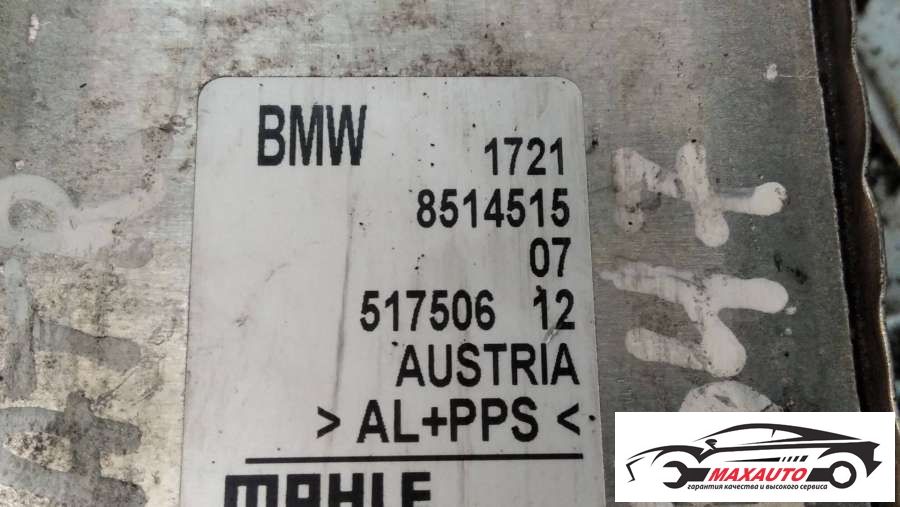 BMW
1721
8514515
07
517506 12
AUSTRIA
> AL+PPS <
MAHLE
MAXAUTO
гарантия качества и высокого сервиса